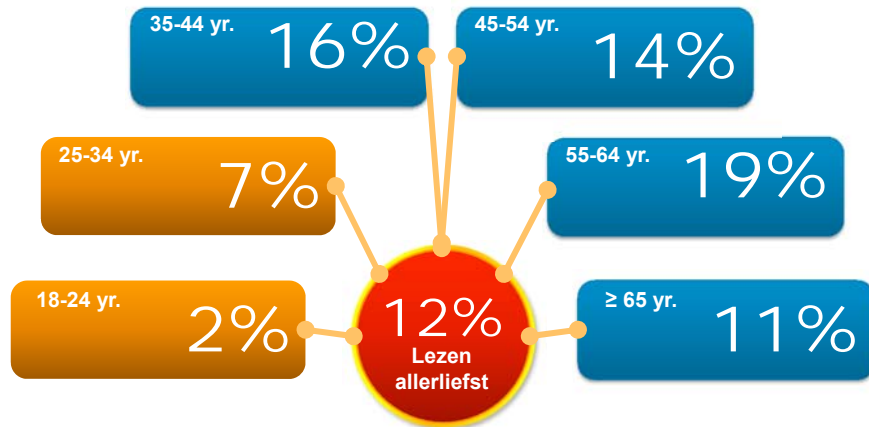 35-44 yr.
16%
45-54 yr.
14%
25-34 yr.
7%
55-64 yr.
19%
18-24 yr.
2%
12%
Lezen
allerliefst
≥ 65 yr.
11%